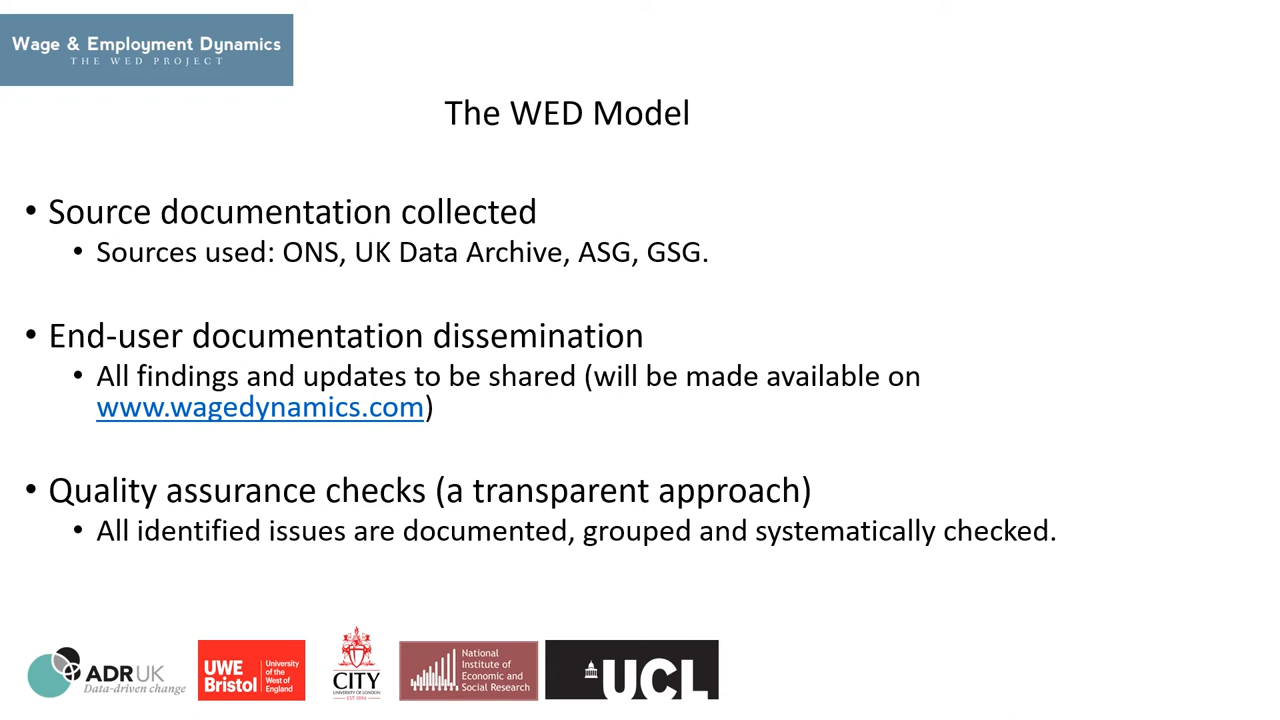 Wage & Employment Dynamics
THE WED PROJECT
The WED Model
• Source documentation collected
• Sources used: ONS, UK Data Archive, ASG, GSG.
• End-user documentation dissemination
• All findings and updates to be shared (will be made available on
www.wagedynamics.com)
• Quality assurance checks (a transparent approach)
• All identified issues are documented, grouped and systematically checked.
ADR UK
Data-driven change
UWE
Bristol
University
of the
West of
England
CITY
UNIVERSITY OF LONDON
EST 1894
National
Institute of
Economic and
Social Research
UCL